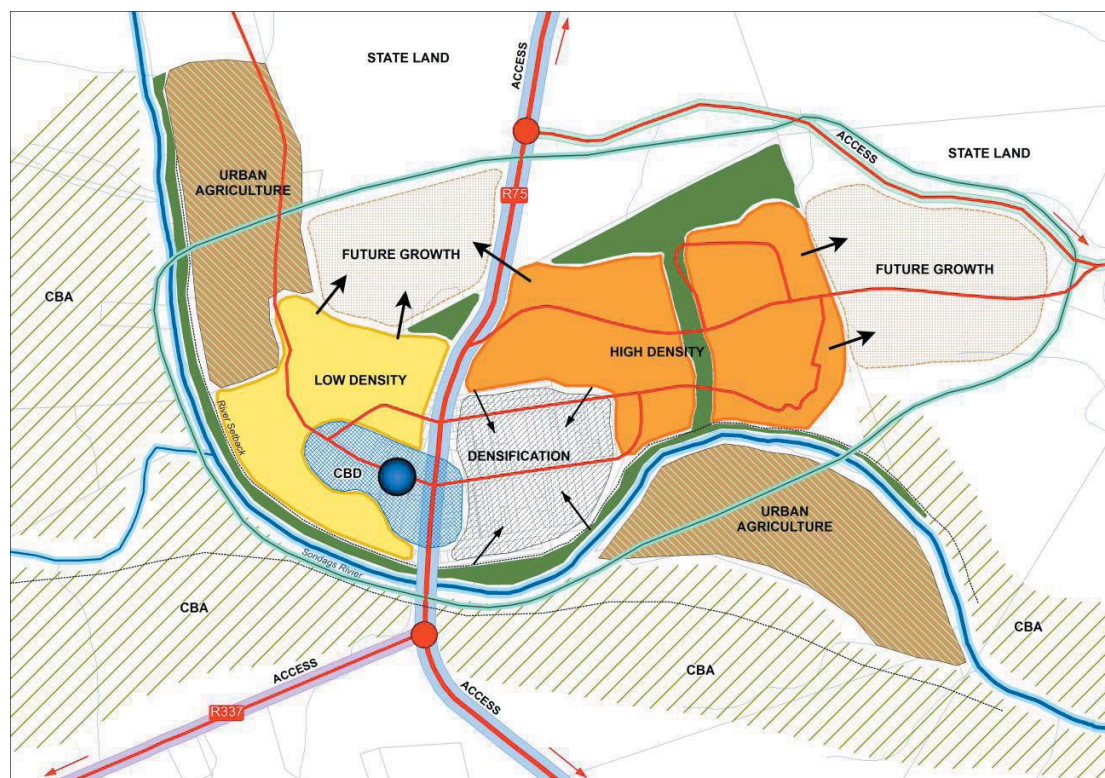 STATE LAND
ACCESS
ACCESS
STATE LAND
URBAN
AGRICULTURE
R75
FUTURE GROWTH
FUTURE GROWTH
CBA
HIGH DENSITY
LOW DENSITY
River Setback
DENSIFICATION
CBD
URBAN
AGRICULTURE
Sondags Rivier
CBA
CBA
CBA
ACCESS
ACCESS
R337